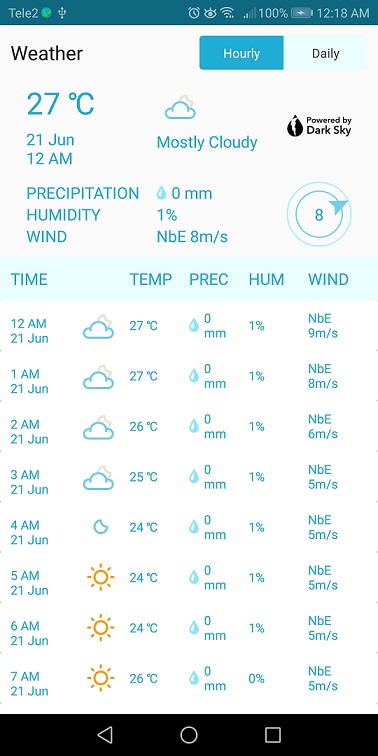 Tele2 100% 12:18 AM
Weather Hourly Daily
27 °C
21 Jun
12 AM
Mostly Cloudy
Powered by
Dark Sky
PRECIPITATION 0 mm
HUMIDITY 1%
WIND NbE 8m/s
8
TIME TEMP PREC HUM WIND
12 AM
21 Jun
27 °C
0
mm
1%
NbE
9m/s
1 AM
21 Jun
27 °C
0
mm
1%
NbE
8m/s
2 AM
21 Jun
26 °C
0
mm
1%
NbE
6m/s
3 AM
21 Jun
25 °C
0
mm
1%
NbE
5m/s
4 AM
21 Jun
24 °C
0
mm
1%
NbE
5m/s
5 AM
21 Jun
24 °C
0
mm
1%
NbE
5m/s
6 AM
21 Jun
24 °C
0
mm
1%
NbE
5m/s
7 AM
21 Jun
26 °C
0
mm
0%
NbE
5m/s